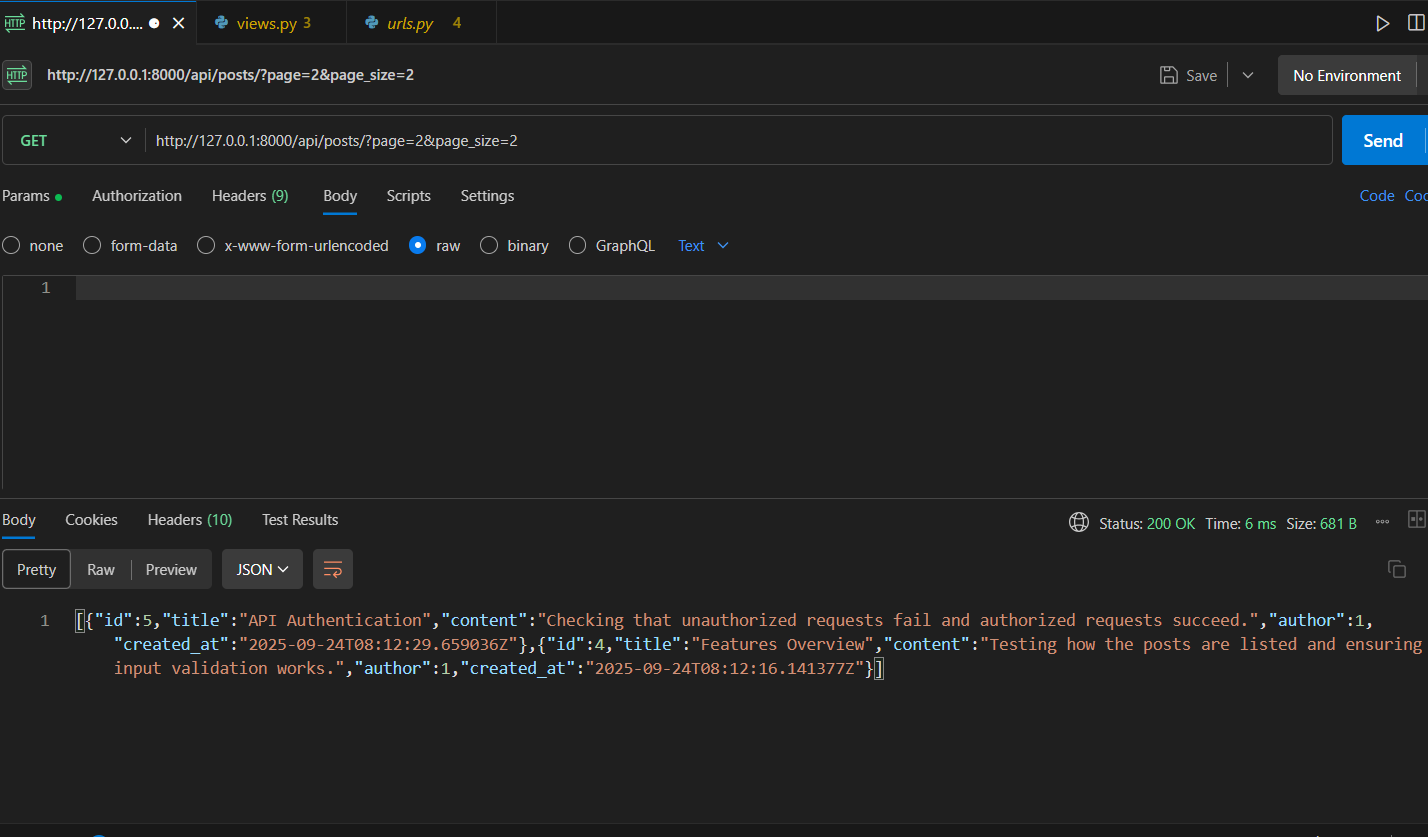 HTTP http://127.0.0.... views.py 3 urls.py 4
HTTP http://127.0.0.1:8000/api/posts/?page=2&page_size=2 Save No Environment
GET http://127.0.0.1:8000/api/posts/?page=2&page_size=2 Send
Params Authorization Headers (9) Body Scripts Settings Code Coo
none form-data x-www-form-urlencoded raw binary GraphQL Text
1
Body Cookies Headers (10) Test Results Status: 200 OK Time: 6 ms Size: 681 B
Pretty Raw Preview JSON
1 [{"id":5,"title":"API Authentication","content":"Checking that unauthorized requests fail and authorized requests succeed.","author":1,
"created_at":"2025-09-24T08:12:29.659036Z"},{"id":4,"title":"Features Overview","content":"Testing how the posts are listed and ensuring
input validation works.","author":1,"created_at":"2025-09-24T08:12:16.141377Z"}]